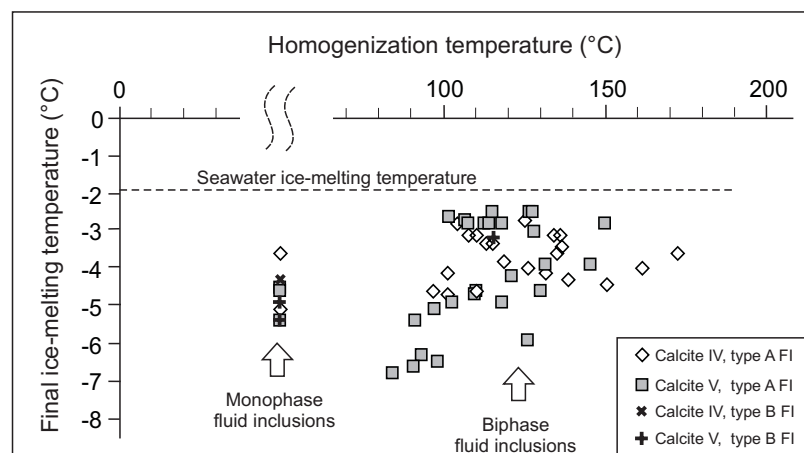 Homogenization temperature (°C)
0 100 150 200
Final ice-melting temperature (°C)
0
-1
-2
-3
-4
-5
-6
-7
-8
Seawater ice-melting temperature
Monophase
fluid inclusions
Biphase
fluid inclusions
Calcite IV, type A FI
Calcite V, type A FI
Calcite IV, type B FI
Calcite V, type B FI